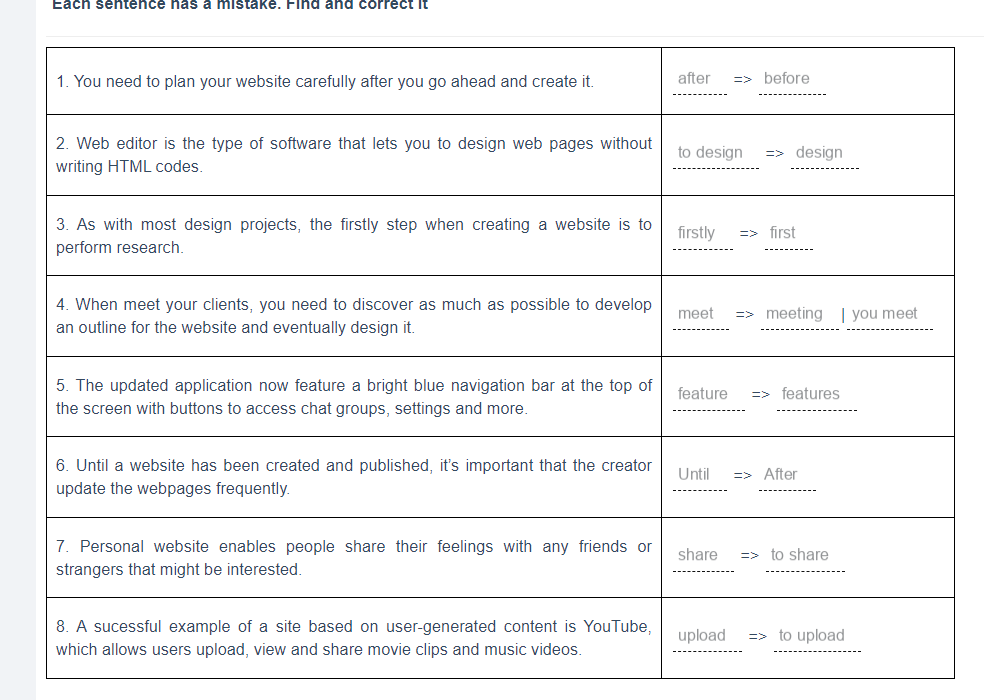 Each sentence has a mistake. Find and correct it
1. You need to plan your website carefully after you go ahead and create it.
after => before
2. Web editor is the type of software that lets you to design web pages without
writing HTML codes.
to design => design
3. As with most design projects, the firstly step when creating a website is to
perform research.
firstly => first
4. When meet your clients, you need to discover as much as possible to develop
an outline for the website and eventually design it.
meet => meeting | you meet
5. The updated application now feature a bright blue navigation bar at the top of
the screen with buttons to access chat groups, settings and more.
feature => features
6. Until a website has been created and published, it's important that the creator
update the webpages frequently.
Until => After
7. Personal website enables people share their feelings with any friends or
strangers that might be interested.
share => to share
8. A sucessful example of a site based on user-generated content is YouTube,
which allows users upload, view and share movie clips and music videos.
upload => to upload